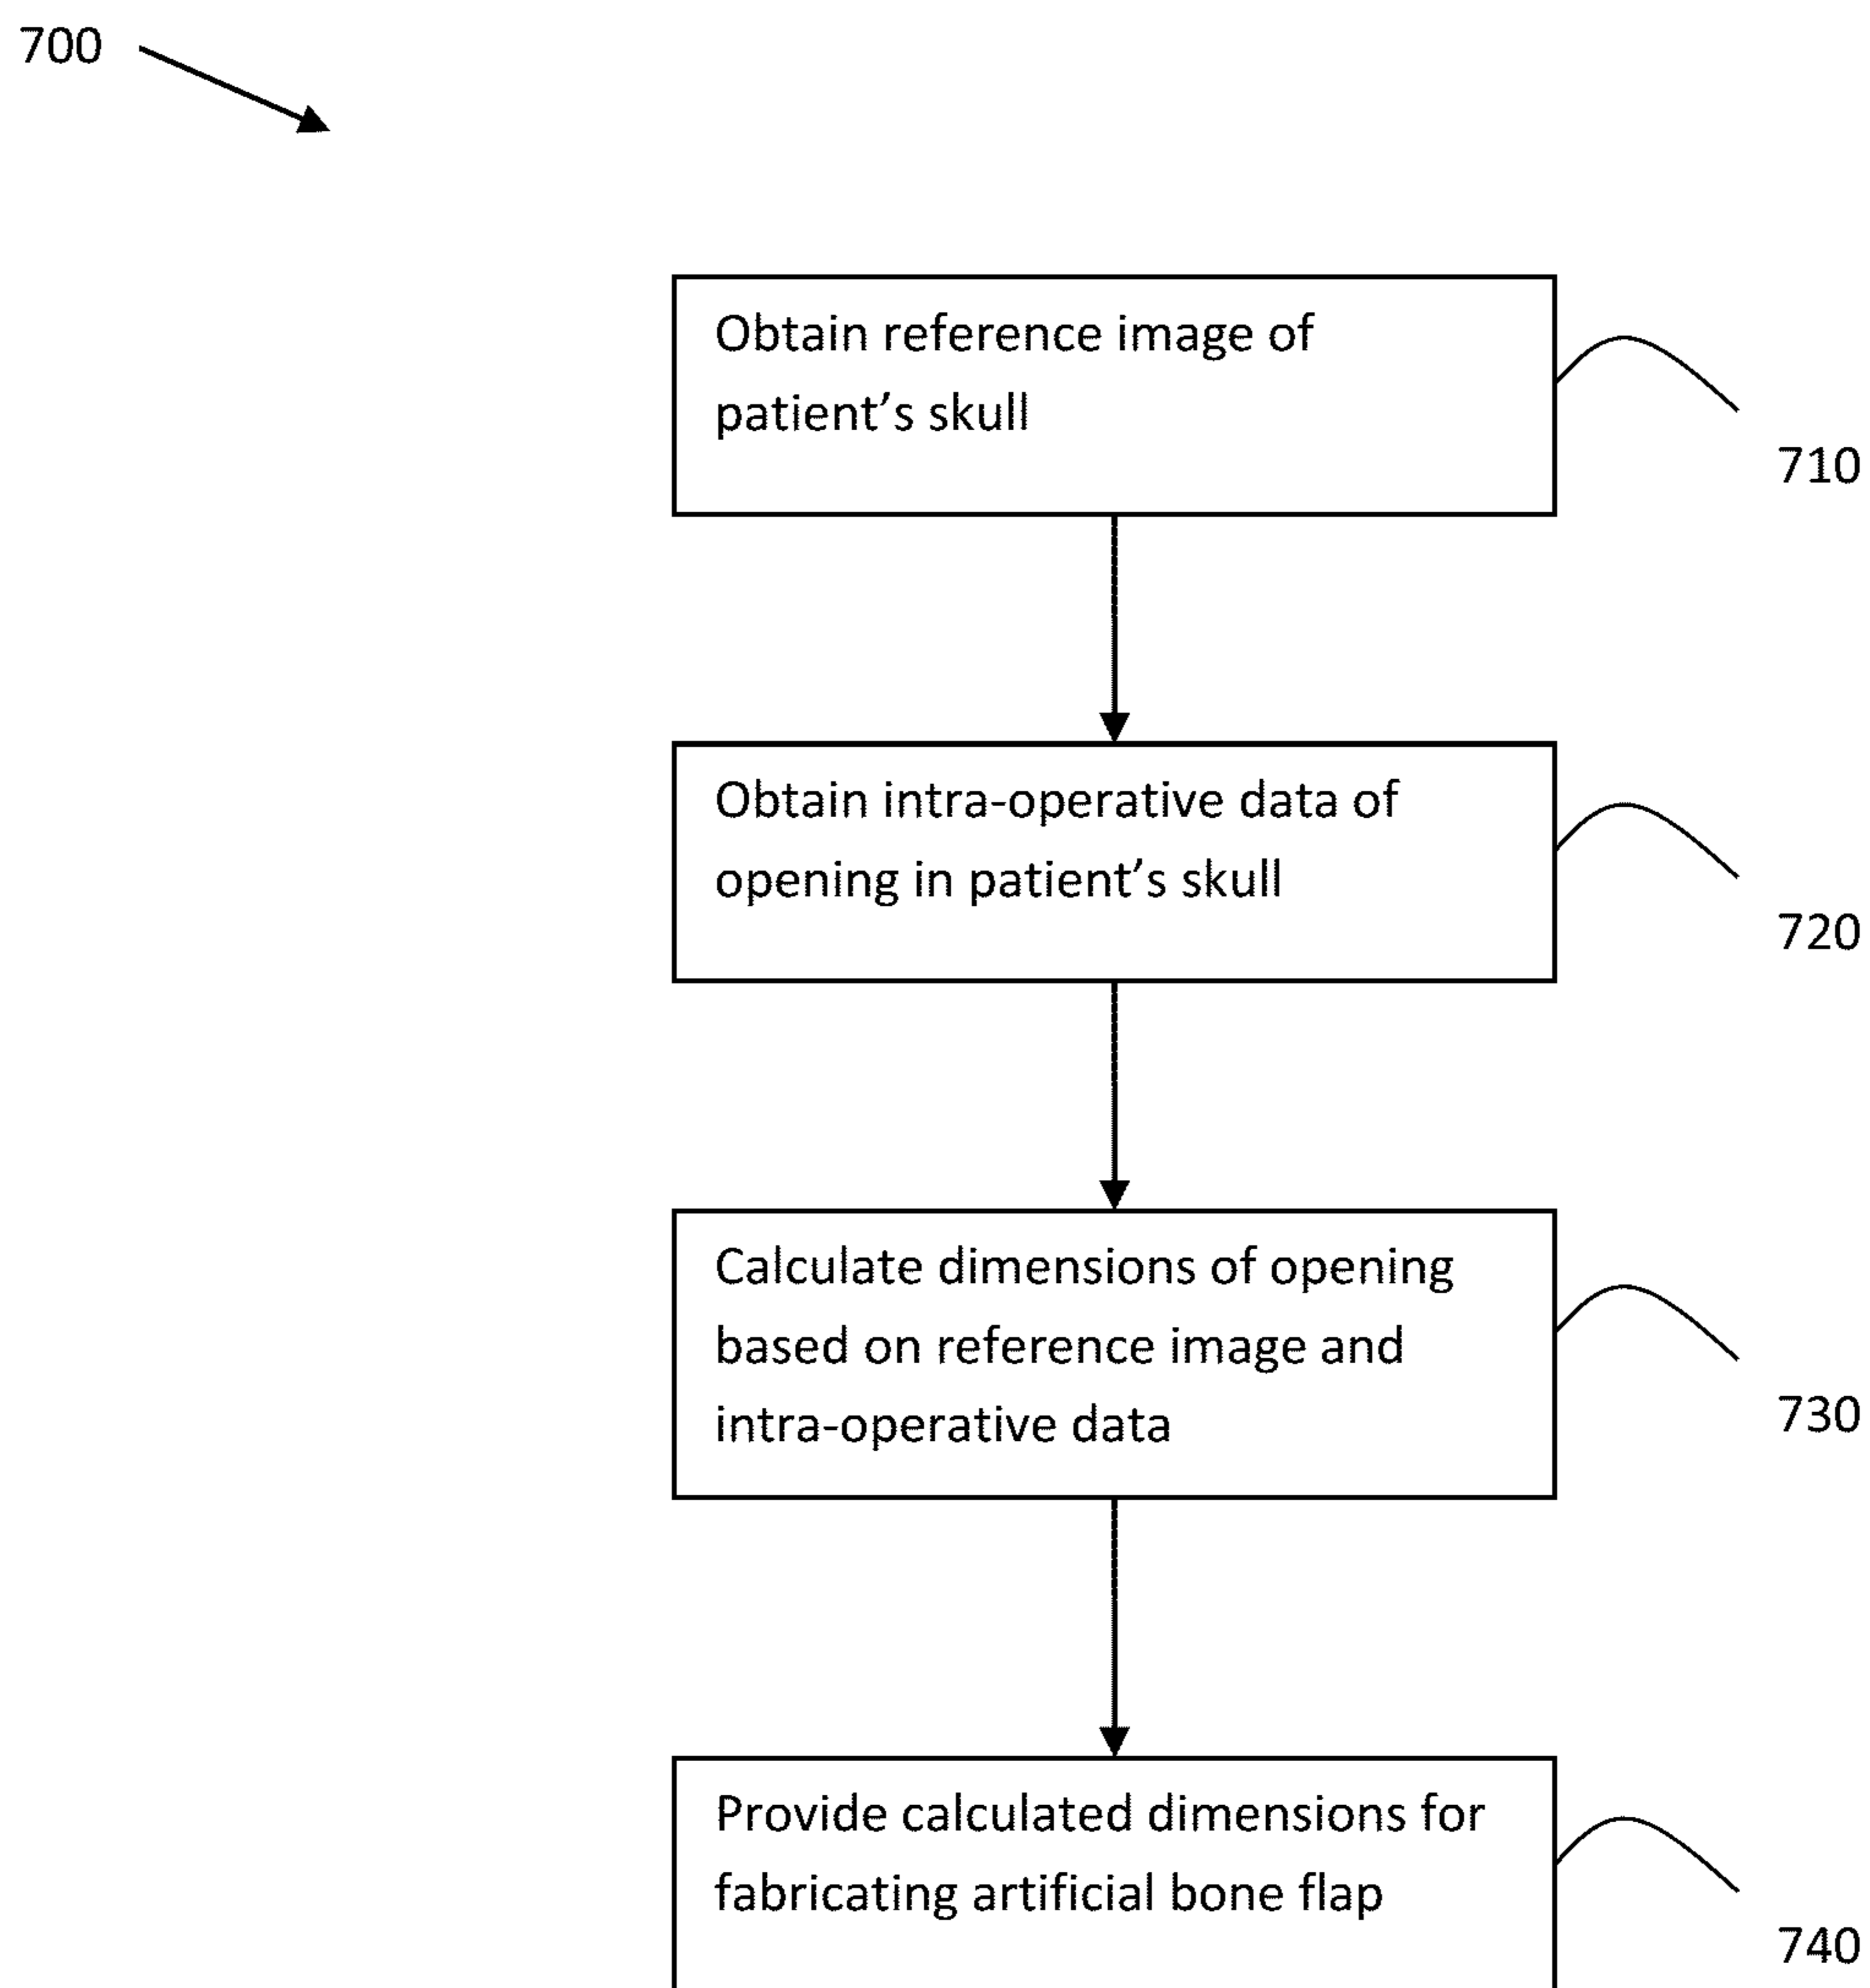 700
Obtain reference image of
patient’s skull
710
Obtain intra-operative data of
opening in patient’s skull
720
Calculate dimensions of opening
based on reference image and
intra-operative data
730
Provide calculated dimensions for
fabricating artificial bone flap
740